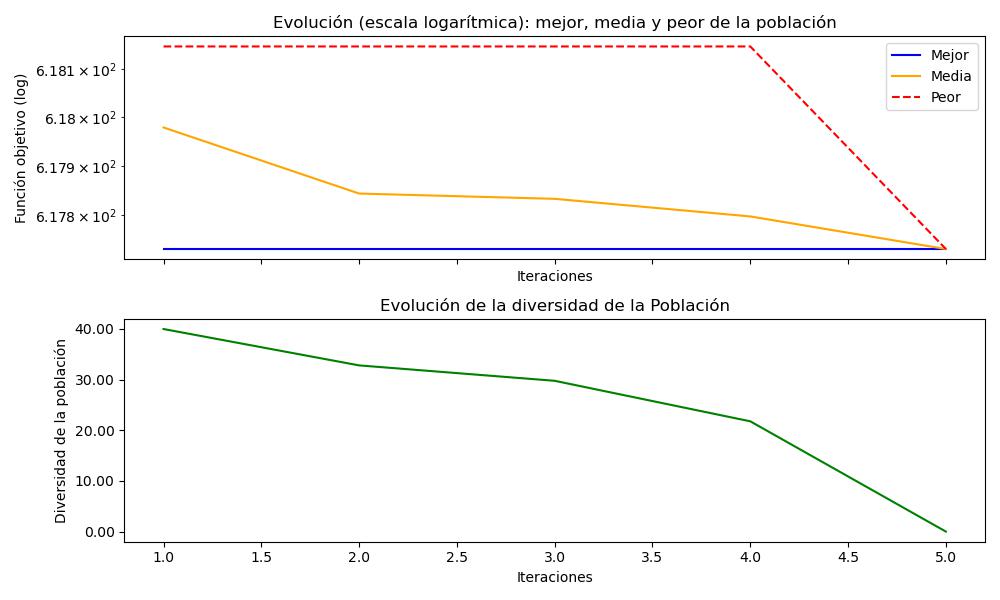 Evolución (escala logarítmica): mejor, media y peor de la población
Función objetivo (log)
6.181 × 10²
6.18 × 10²
6.179 × 10²
6.178 × 10²
Mejor
Media
Peor
Iteraciones
Evolución de la diversidad de la Población
Diversidad de la población
40.00
30.00
20.00
10.00
0.00
1.0 1.5 2.0 2.5 3.0 3.5 4.0 4.5 5.0
Iteraciones